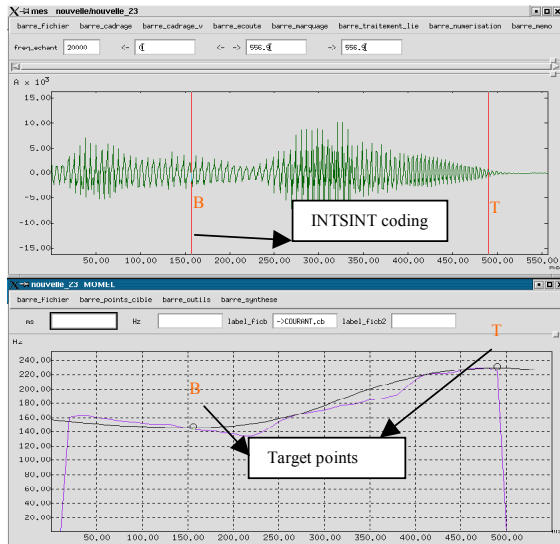 mes nouvelle/nouvelle_23
barre_fichier barre_cadrage barre_cadrage_v barre_ecoute barre_marquage barre_traitement_lie barre_numerisation barre_memo
freq_echant 20000 <- 0 <- -> 556.9 -> 556.9
A x 10³
15.00
10.00
5.00
0.00
-5.00
-10.00
-15.00
B
T
INTSINT coding
50.00 100.00 150.00 200.00 250.00 300.00 350.00 400.00 450.00 500.00 550.00
ms
nouvelle_23 MOMEL
barre_fichier barre_points_cible barre_outils barre_synthese
ms Hz label_ficb ->COURANT.cb label_ficb2
T
Hz
240.00
220.00
200.00
180.00
160.00
140.00
120.00
100.00
80.00
60.00
40.00
20.00
B
Target points
50.00 100.00 150.00 200.00 250.00 300.00 350.00 400.00 450.00 500.00